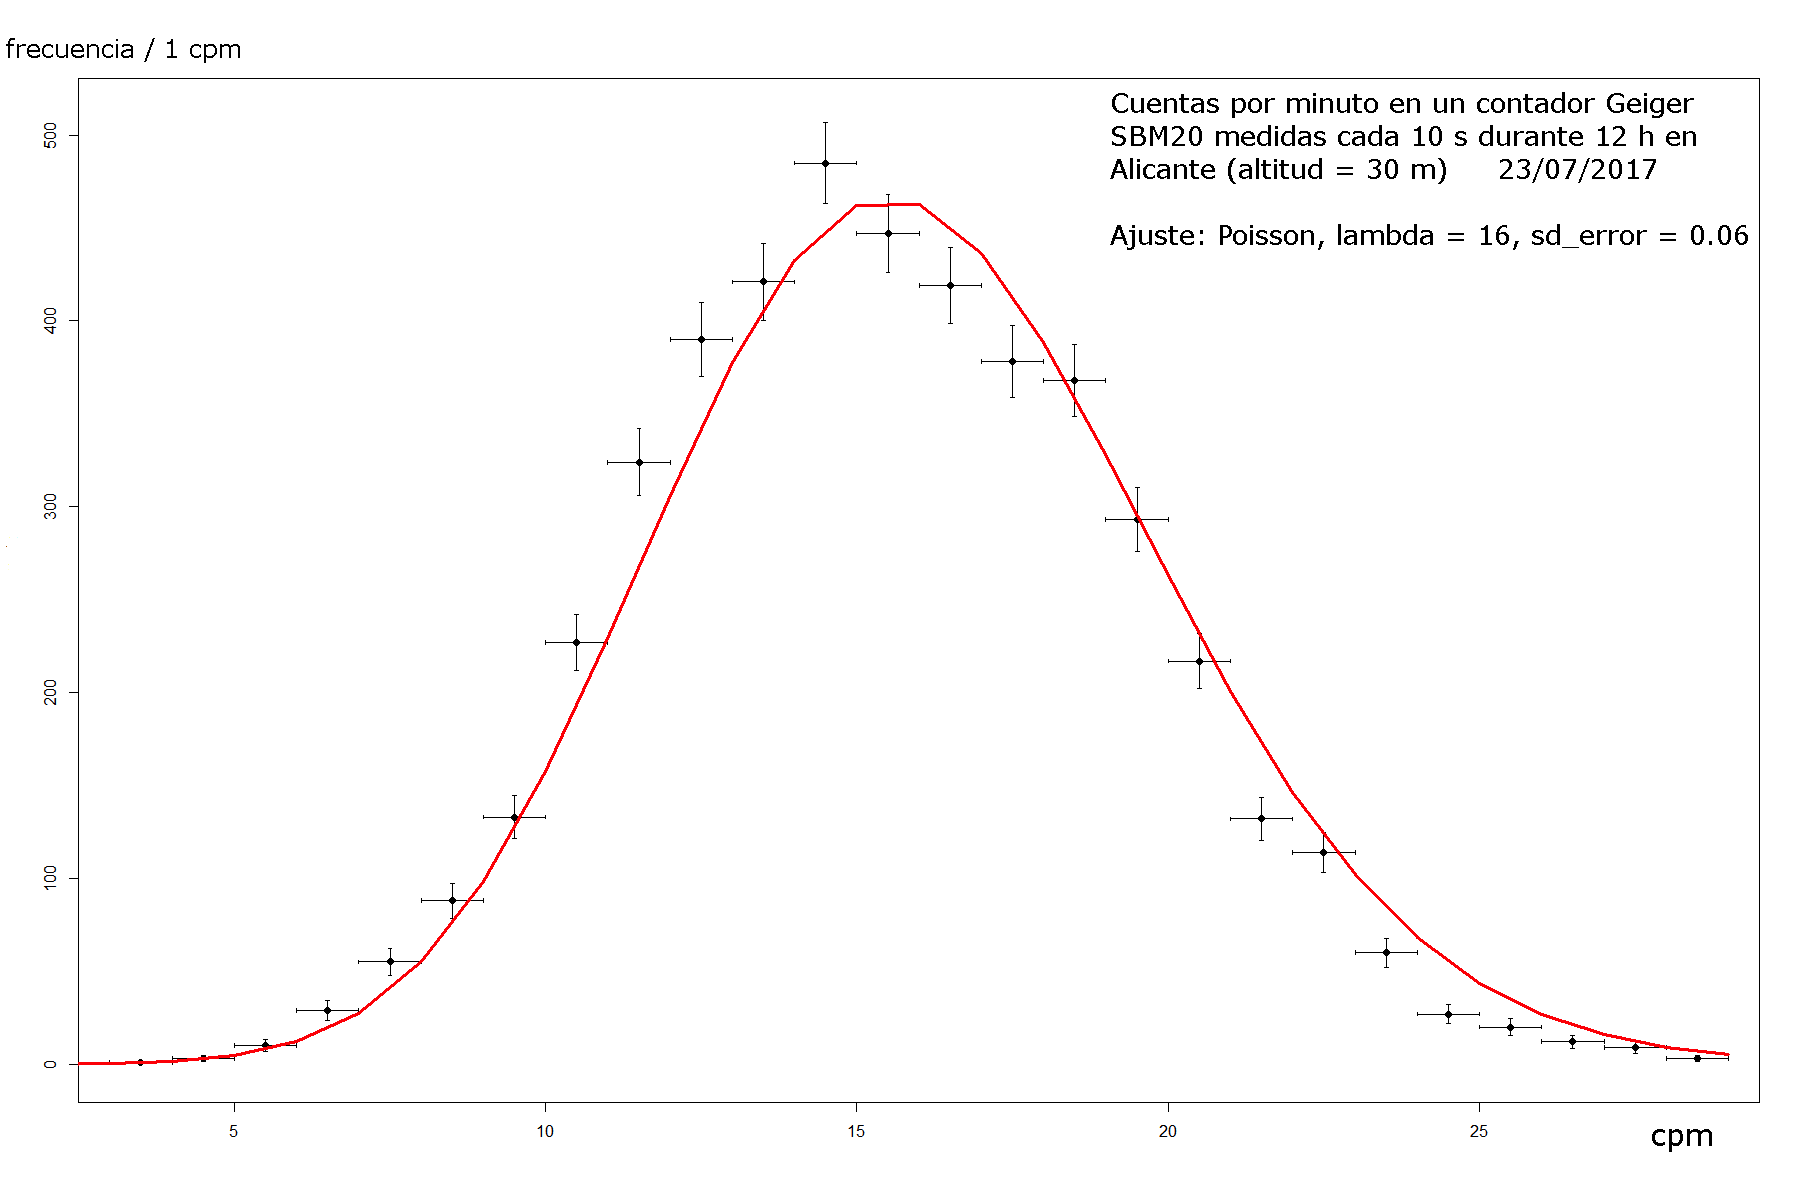 frecuencia / 1 cpm
Cuentas por minuto en un contador Geiger
SBM20 medidas cada 10 s durante 12 h en
Alicante (altitud = 30 m) 23/07/2017
Ajuste: Poisson, lambda = 16, sd_error = 0.06
500
400
300
200
100
0
5 10 15 20 25
cpm